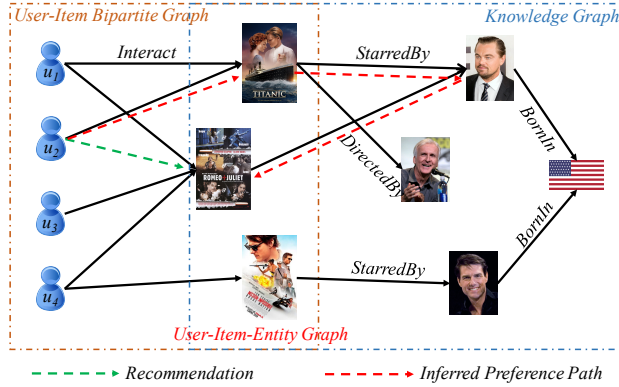 User-Item Bipartite Graph
Knowledge Graph
Interact
StarredBy
u1
TITANIC
DirectedBy
BornIn
u2
ROMEO & JULIET
u3
BornIn
StarredBy
u4
User-Item-Entity Graph
Recommendation
Inferred Preference Path